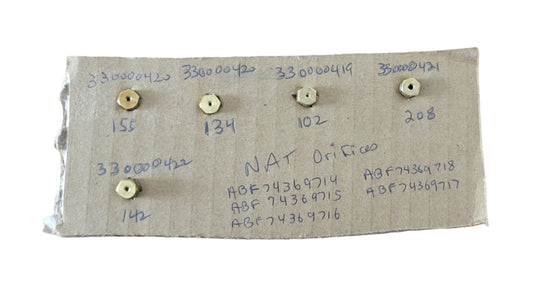 330000420 330000420 330000419 330000421
155 134 102 208
330000422
142
NAT Orifices
ABF74369714 ABF74369718
ABF74369715 ABF74369717
ABF74369716